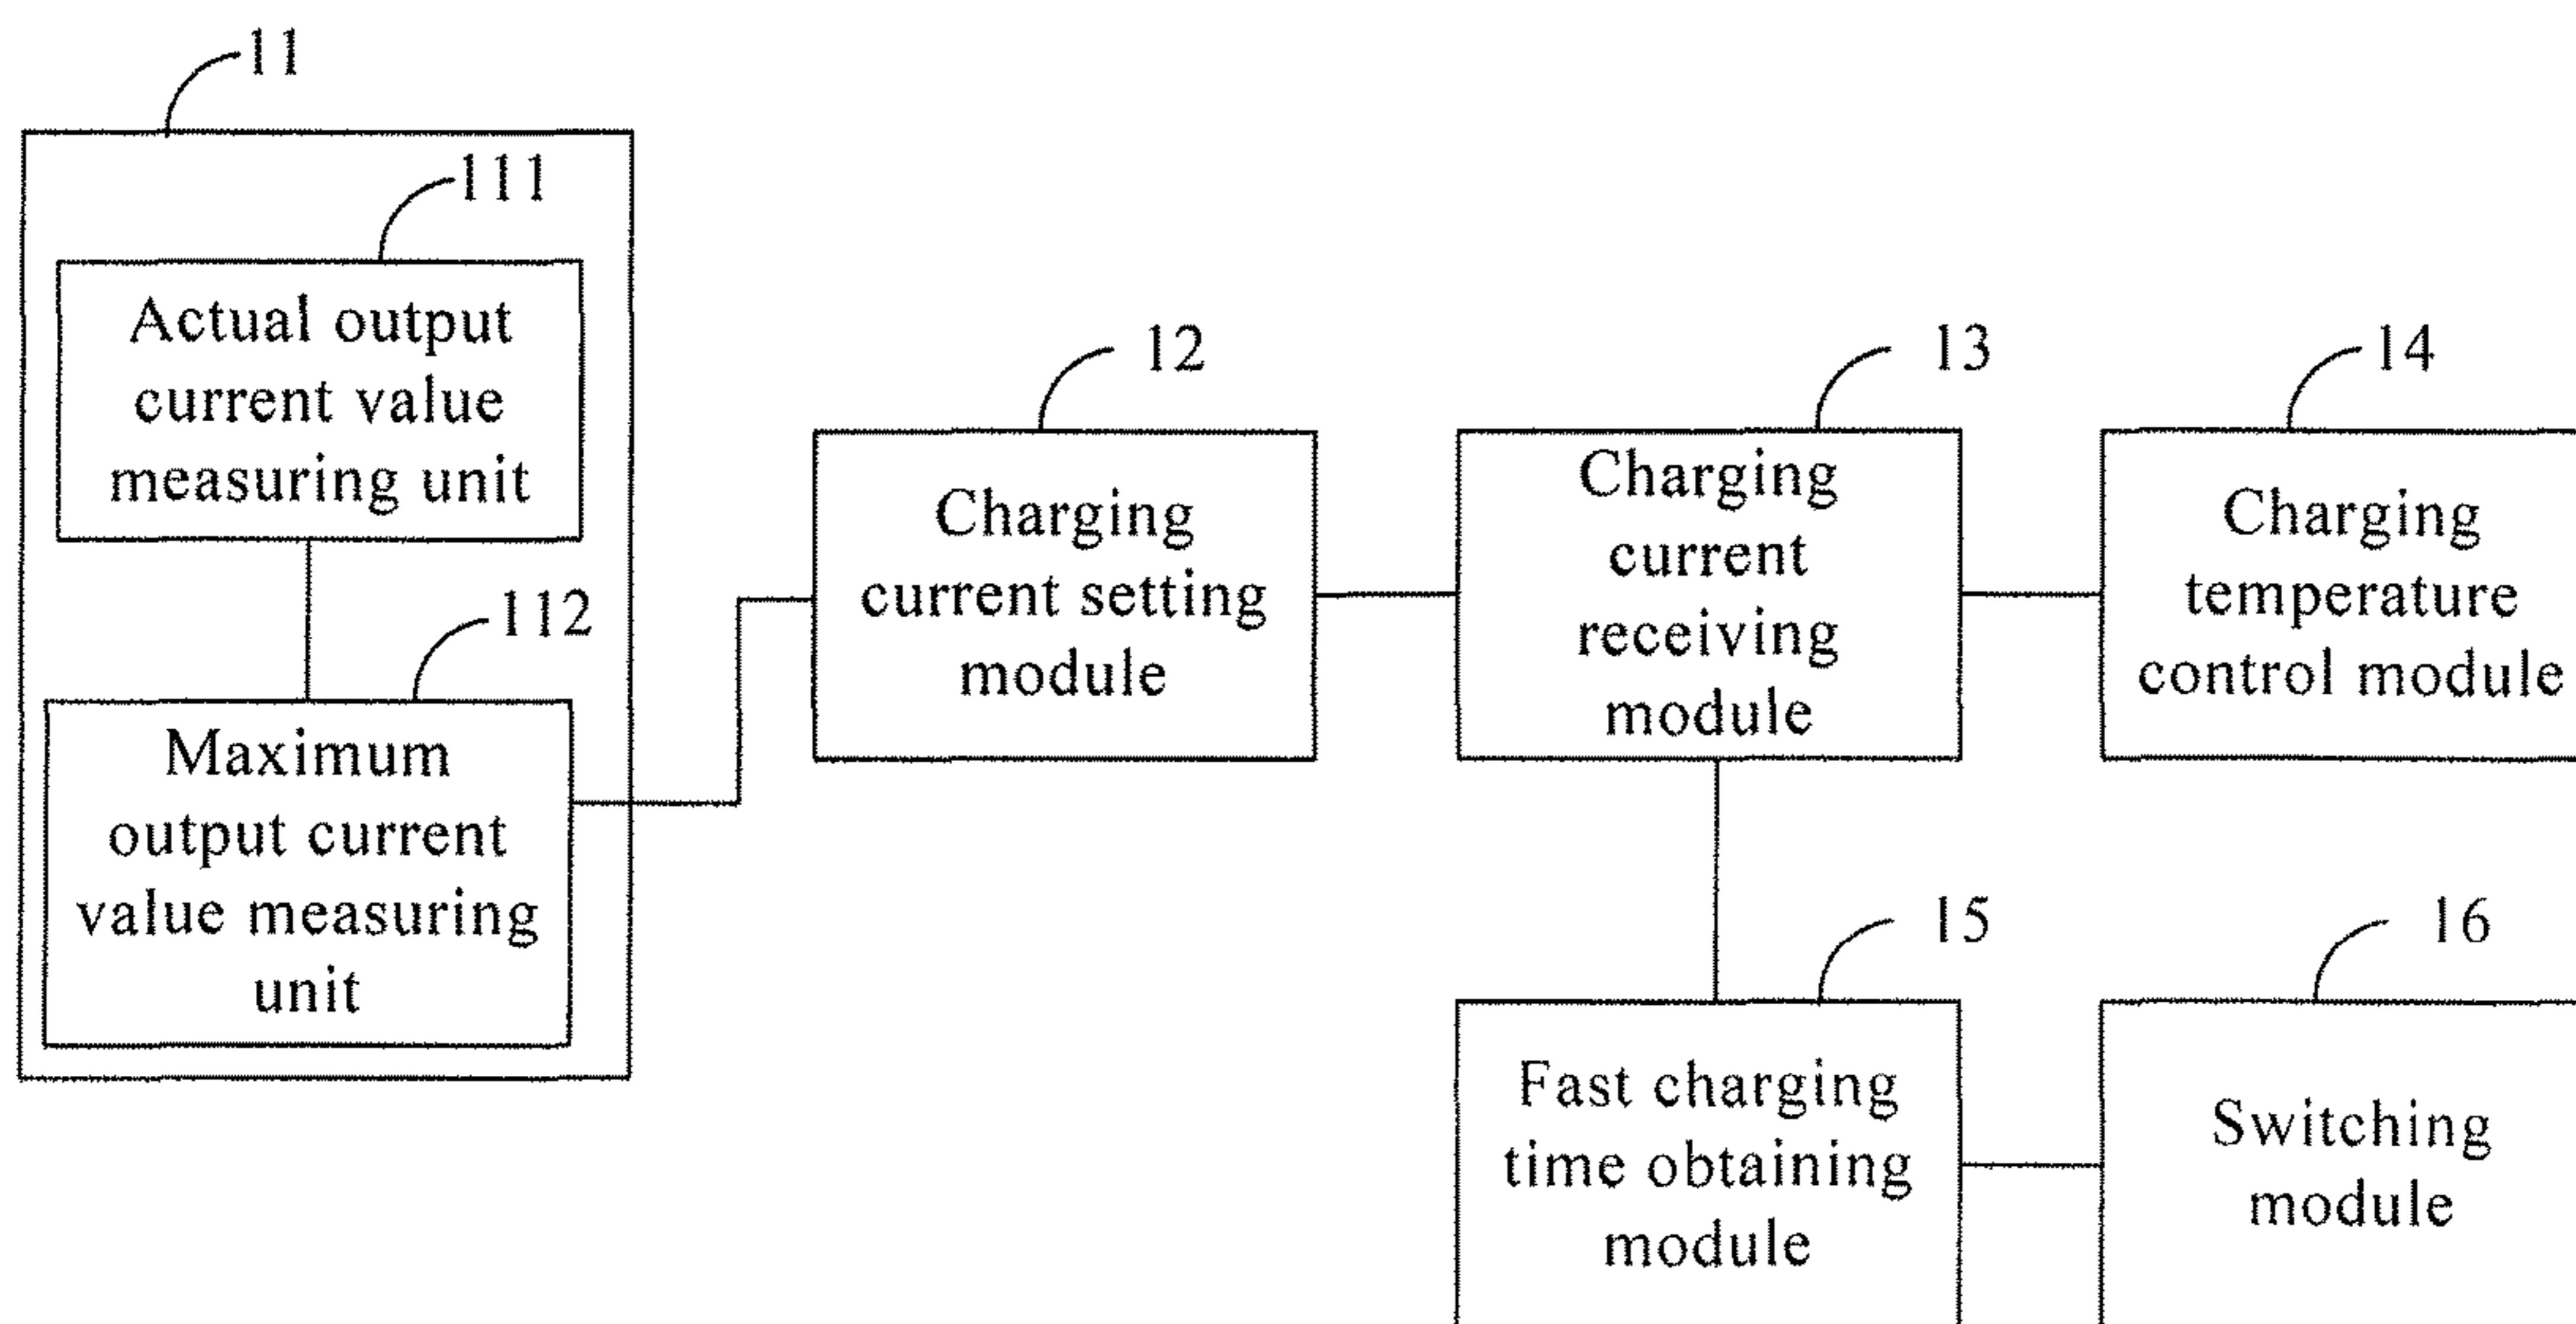 11
111
Actual output
current value
measuring unit
112
Maximum
output current
value measuring
unit
12
Charging
current setting
module
13
Charging
current
receiving
module
14
Charging
temperature
control module
15
Fast charging
time obtaining
module
16
Switching
module